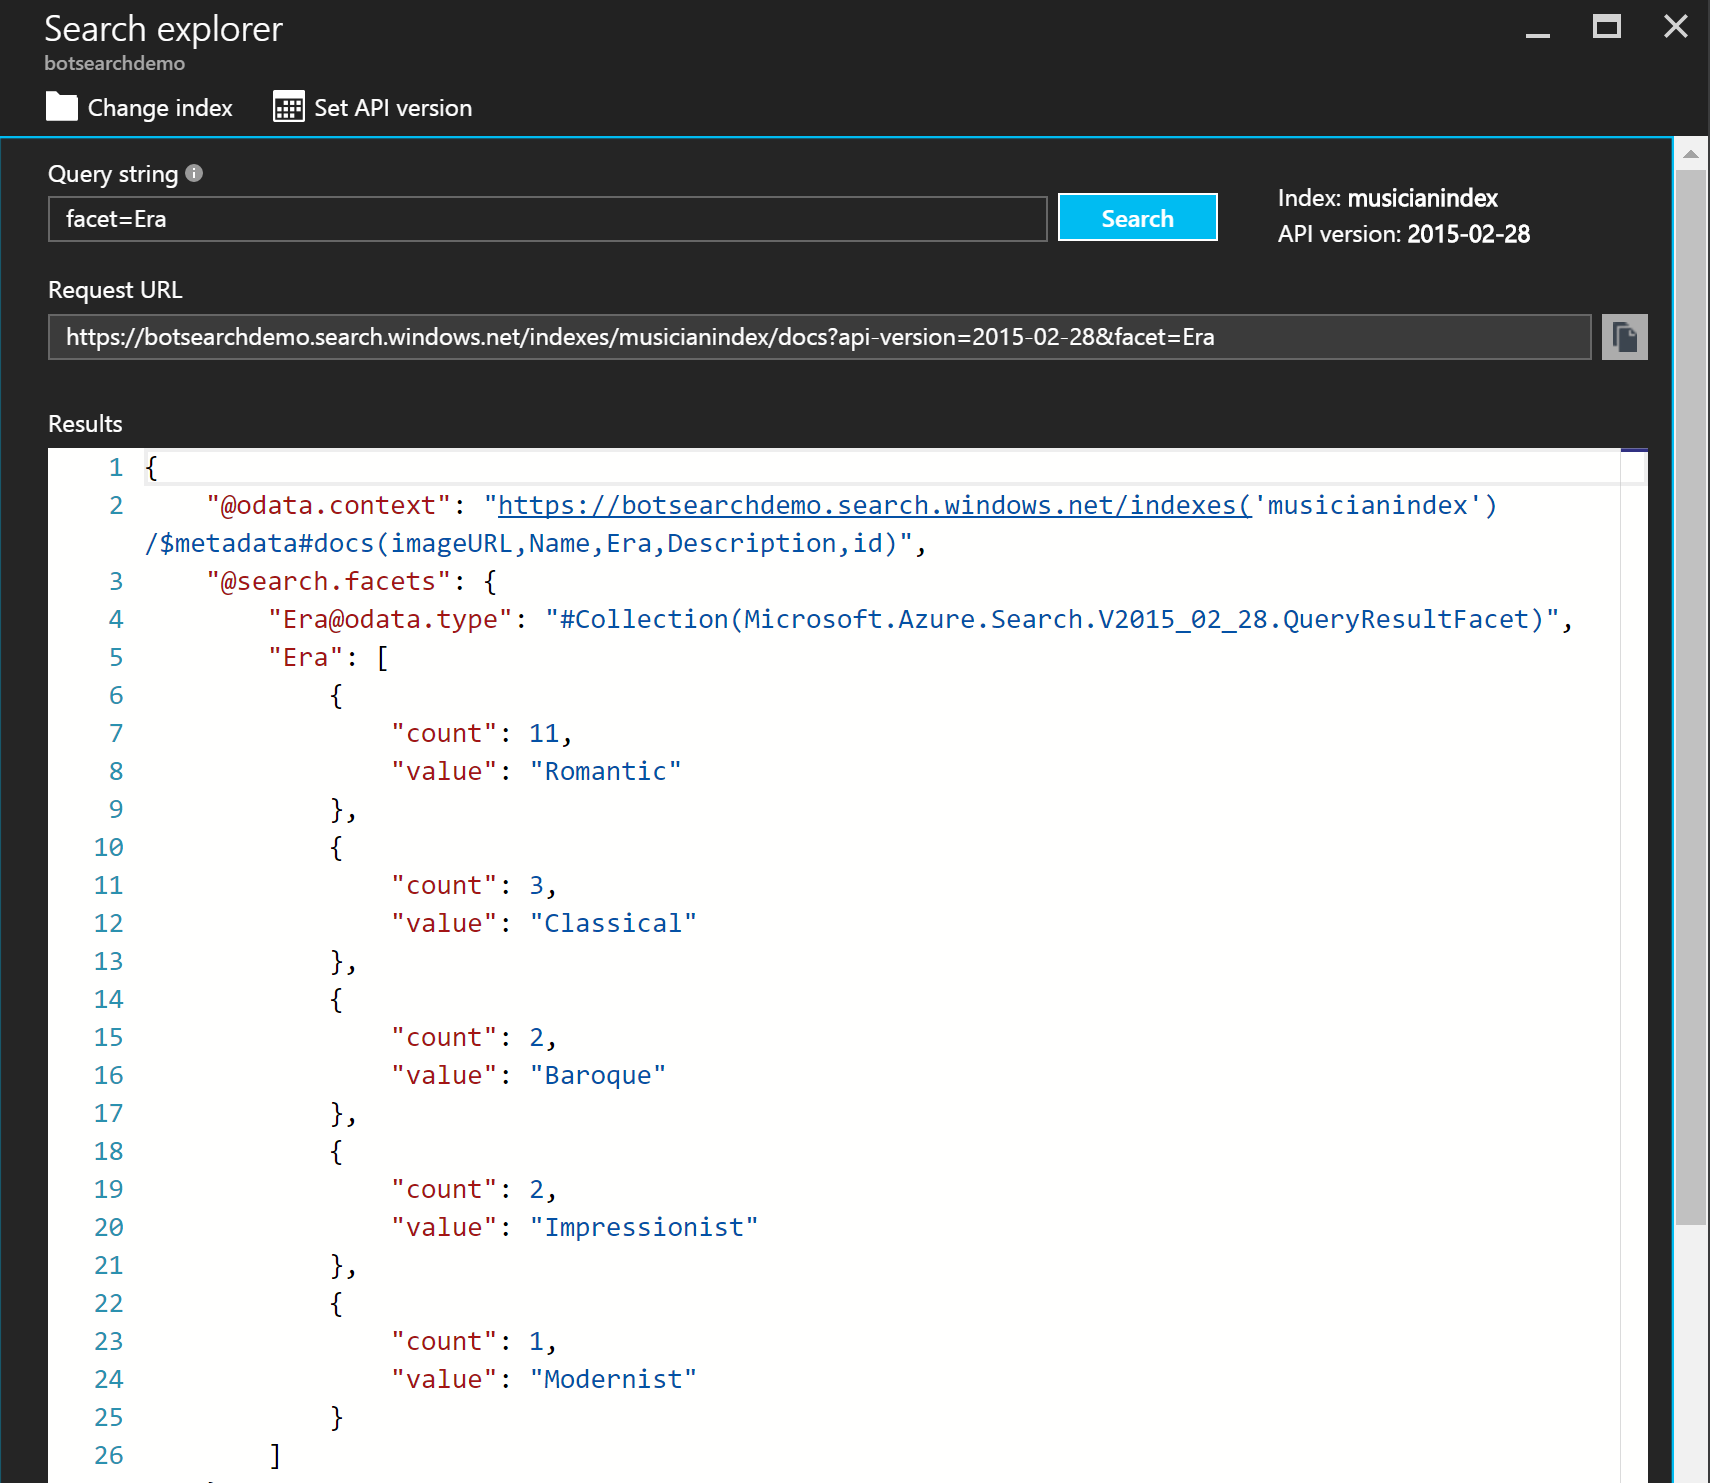 Search explorer
botsearchdemo
Change index Set API version
Query string
facet=Era
Search
Index: musicianindex
API version: 2015-02-28
Request URL
https://botsearchdemo.search.windows.net/indexes/musicianindex/docs?api-version=2015-02-28&facet=Era
Results
1 {
2 "@odata.context": "https://botsearchdemo.search.windows.net/indexes('musicianindex')
/$metadata#docs(imageURL,Name,Era,Description,id)",
3 "@search.facets": {
4 "Era@odata.type": "#Collection(Microsoft.Azure.Search.V2015_02_28.QueryResultFacet)",
5 "Era": [
6 {
7 "count": 11,
8 "value": "Romantic"
9 },
10 {
11 "count": 3,
12 "value": "Classical"
13 },
14 {
15 "count": 2,
16 "value": "Baroque"
17 },
18 {
19 "count": 2,
20 "value": "Impressionist"
21 },
22 {
23 "count": 1,
24 "value": "Modernist"
25 }
26 ]